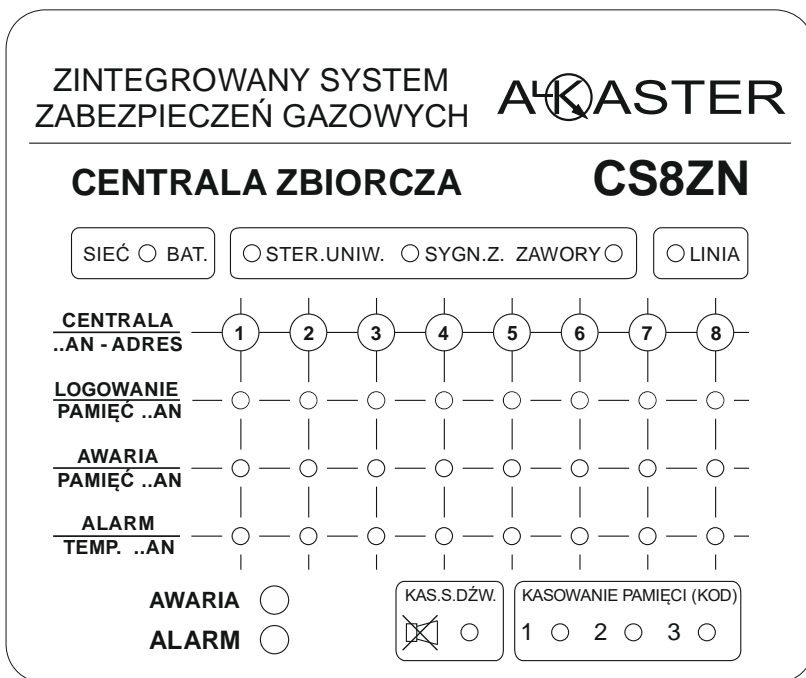 ZINTEGROWANY SYSTEM
ZABEZPIECZEŃ GAZOWYCH
ALKASTER
CENTRALA ZBIORCZA CS8ZN
SIEĆ BAT. STER.UNIW. SYGN.Z. ZAWORY LINIA
CENTRALA
..AN - ADRES
1 2 3 4 5 6 7 8
LOGOWANIE
PAMIĘĆ ..AN
AWARIA
PAMIĘĆ ..AN
ALARM
TEMP. ..AN
AWARIA
ALARM
KAS.S.DŹW.
KASOWANIE PAMIĘCI (KOD)
1 2 3